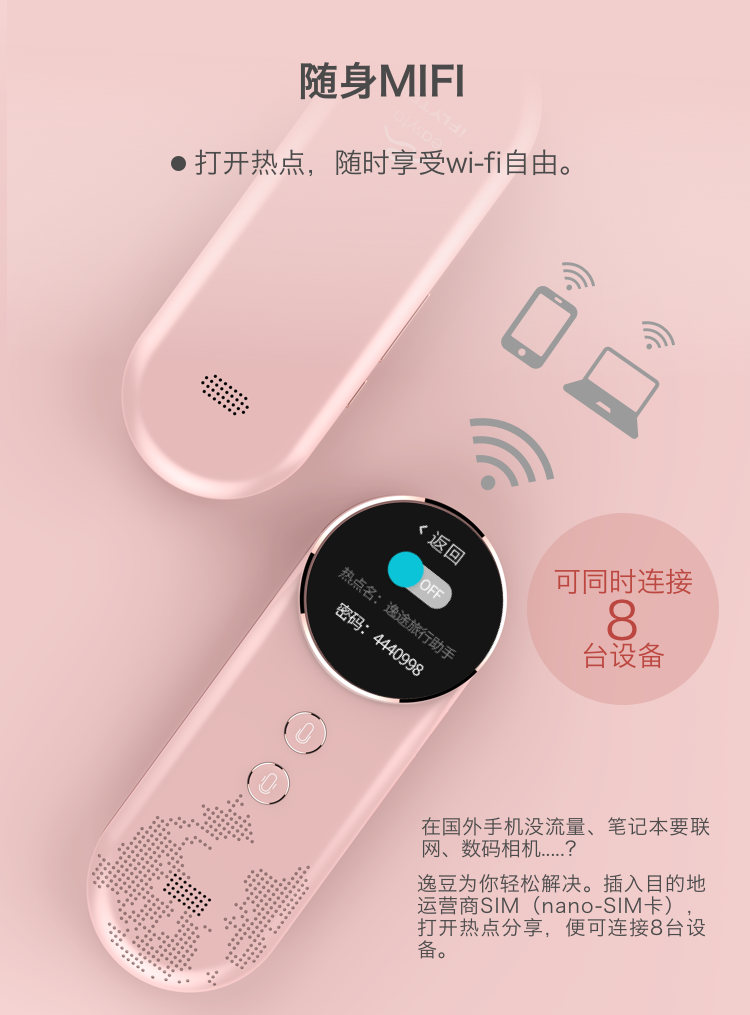 随身MIFI
● 打开热点，随时享受wi-fi自由。
返回
OFF
热点名：逸途旅行助手
密码：4440998
可同时连接
8
台设备
在国外手机没流量、笔记本要联
网、数码相机.....?
逸豆为你轻松解决。插入目的地
运营商SIM（nano-SIM卡），
打开热点分享，便可连接8台设
备。